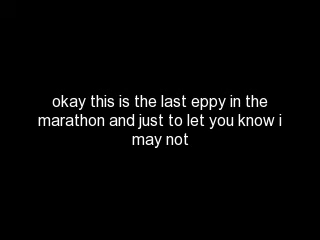 okay this is the last eppy in the
marathon and just to let you know i
may not